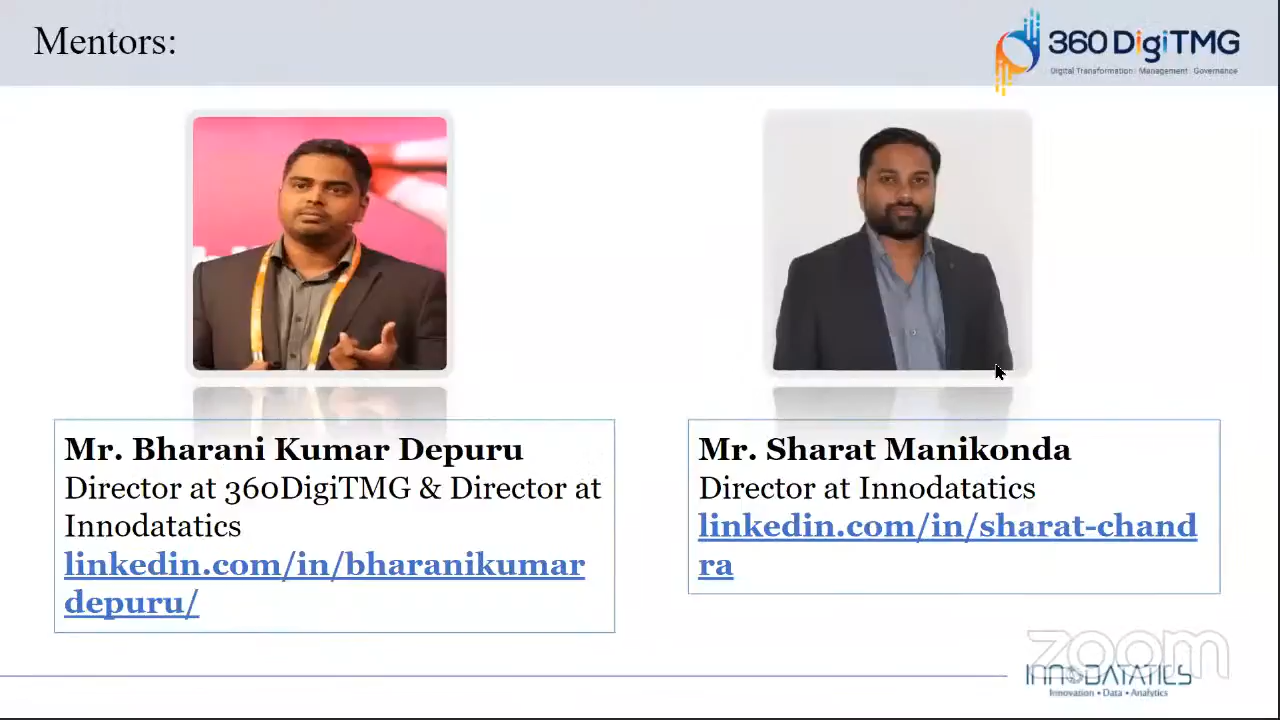 Mentors:
360 DigiTMG
Digital Transformation Management Governance
Mr. Bharani Kumar Depuru
Director at 360DigiTMG & Director at
Innodatatics
linkedin.com/in/bharanikumar
depuru/
Mr. Sharat Manikonda
Director at Innodatatics
linkedin.com/in/sharat-chand
ra
zoom
INNODATATICS
Innovation • Data • Analytics